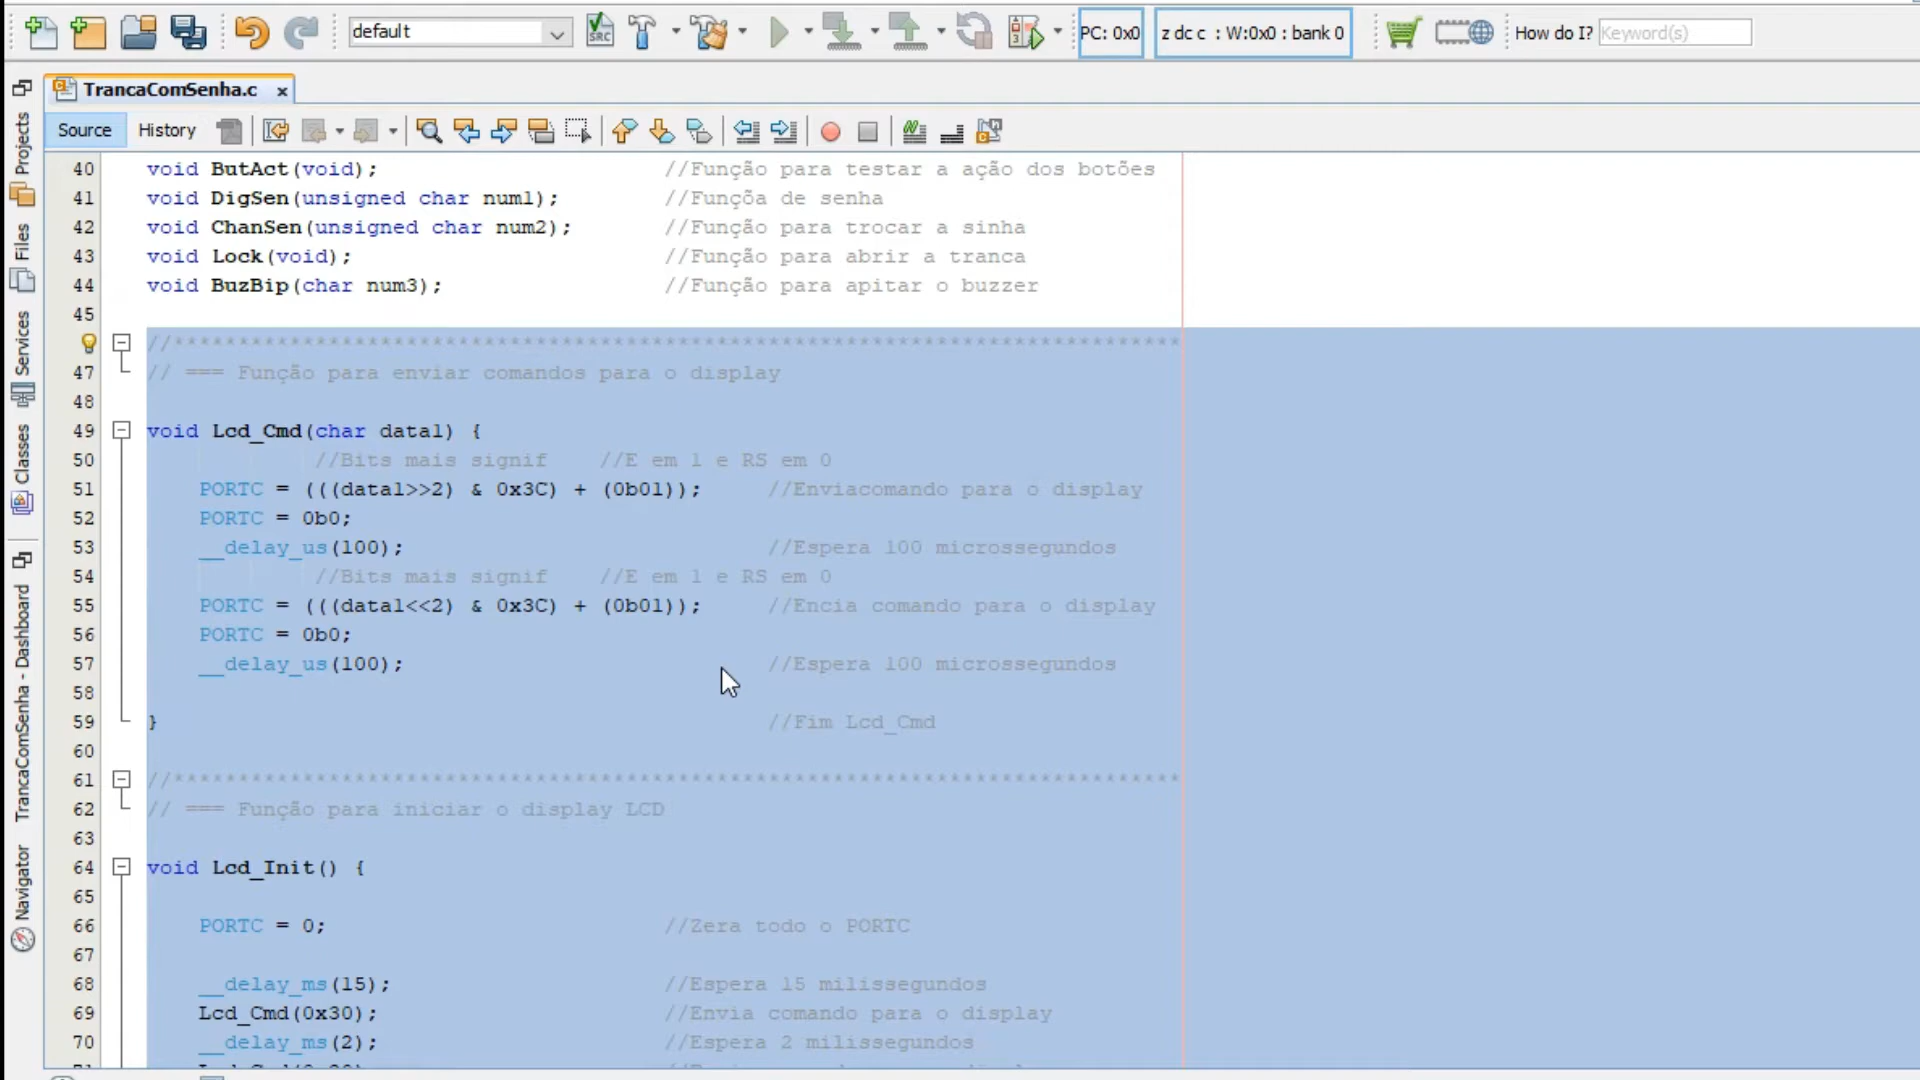 default
PC: 0x0
z dc c : W:0x0 : bank 0
How do I?
Keyword(s)
TrancaComSenha.c
Source
History
Projects
Files
Services
Classes
TrancaComSenha - Dashboard
Navigator
40 void ButAct(void); //Função para testar a ação dos botões
41 void DigSen(unsigned char num1); //Funçõa de senha
42 void ChanSen(unsigned char num2); //Função para trocar a sinha
43 void Lock(void); //Função para abrir a tranca
44 void BuzBip(char num3); //Função para apitar o buzzer
45
//******************************************************************************
47 // === Função para enviar comandos para o display
48
49 void Lcd_Cmd(char data1) {
50 //Bits mais signif //E em 1 e RS em 0
51 PORTC = (((data1>>2) & 0x3C) + (0b01)); //Enviacomando para o display
52 PORTC = 0b0;
53 __delay_us(100); //Espera 100 microssegundos
54 //Bits mais signif //E em 1 e RS em 0
55 PORTC = (((data1<<2) & 0x3C) + (0b01)); //Encia comando para o display
56 PORTC = 0b0;
57 __delay_us(100); //Espera 100 microssegundos
58
59 } //Fim Lcd_Cmd
60
61 //******************************************************************************
62 // === Função para iniciar o display LCD
63
64 void Lcd_Init() {
65
66 PORTC = 0; //Zera todo o PORTC
67
68 __delay_ms(15); //Espera 15 milissegundos
69 Lcd_Cmd(0x30); //Envia comando para o display
70 __delay_ms(2); //Espera 2 milissegundos